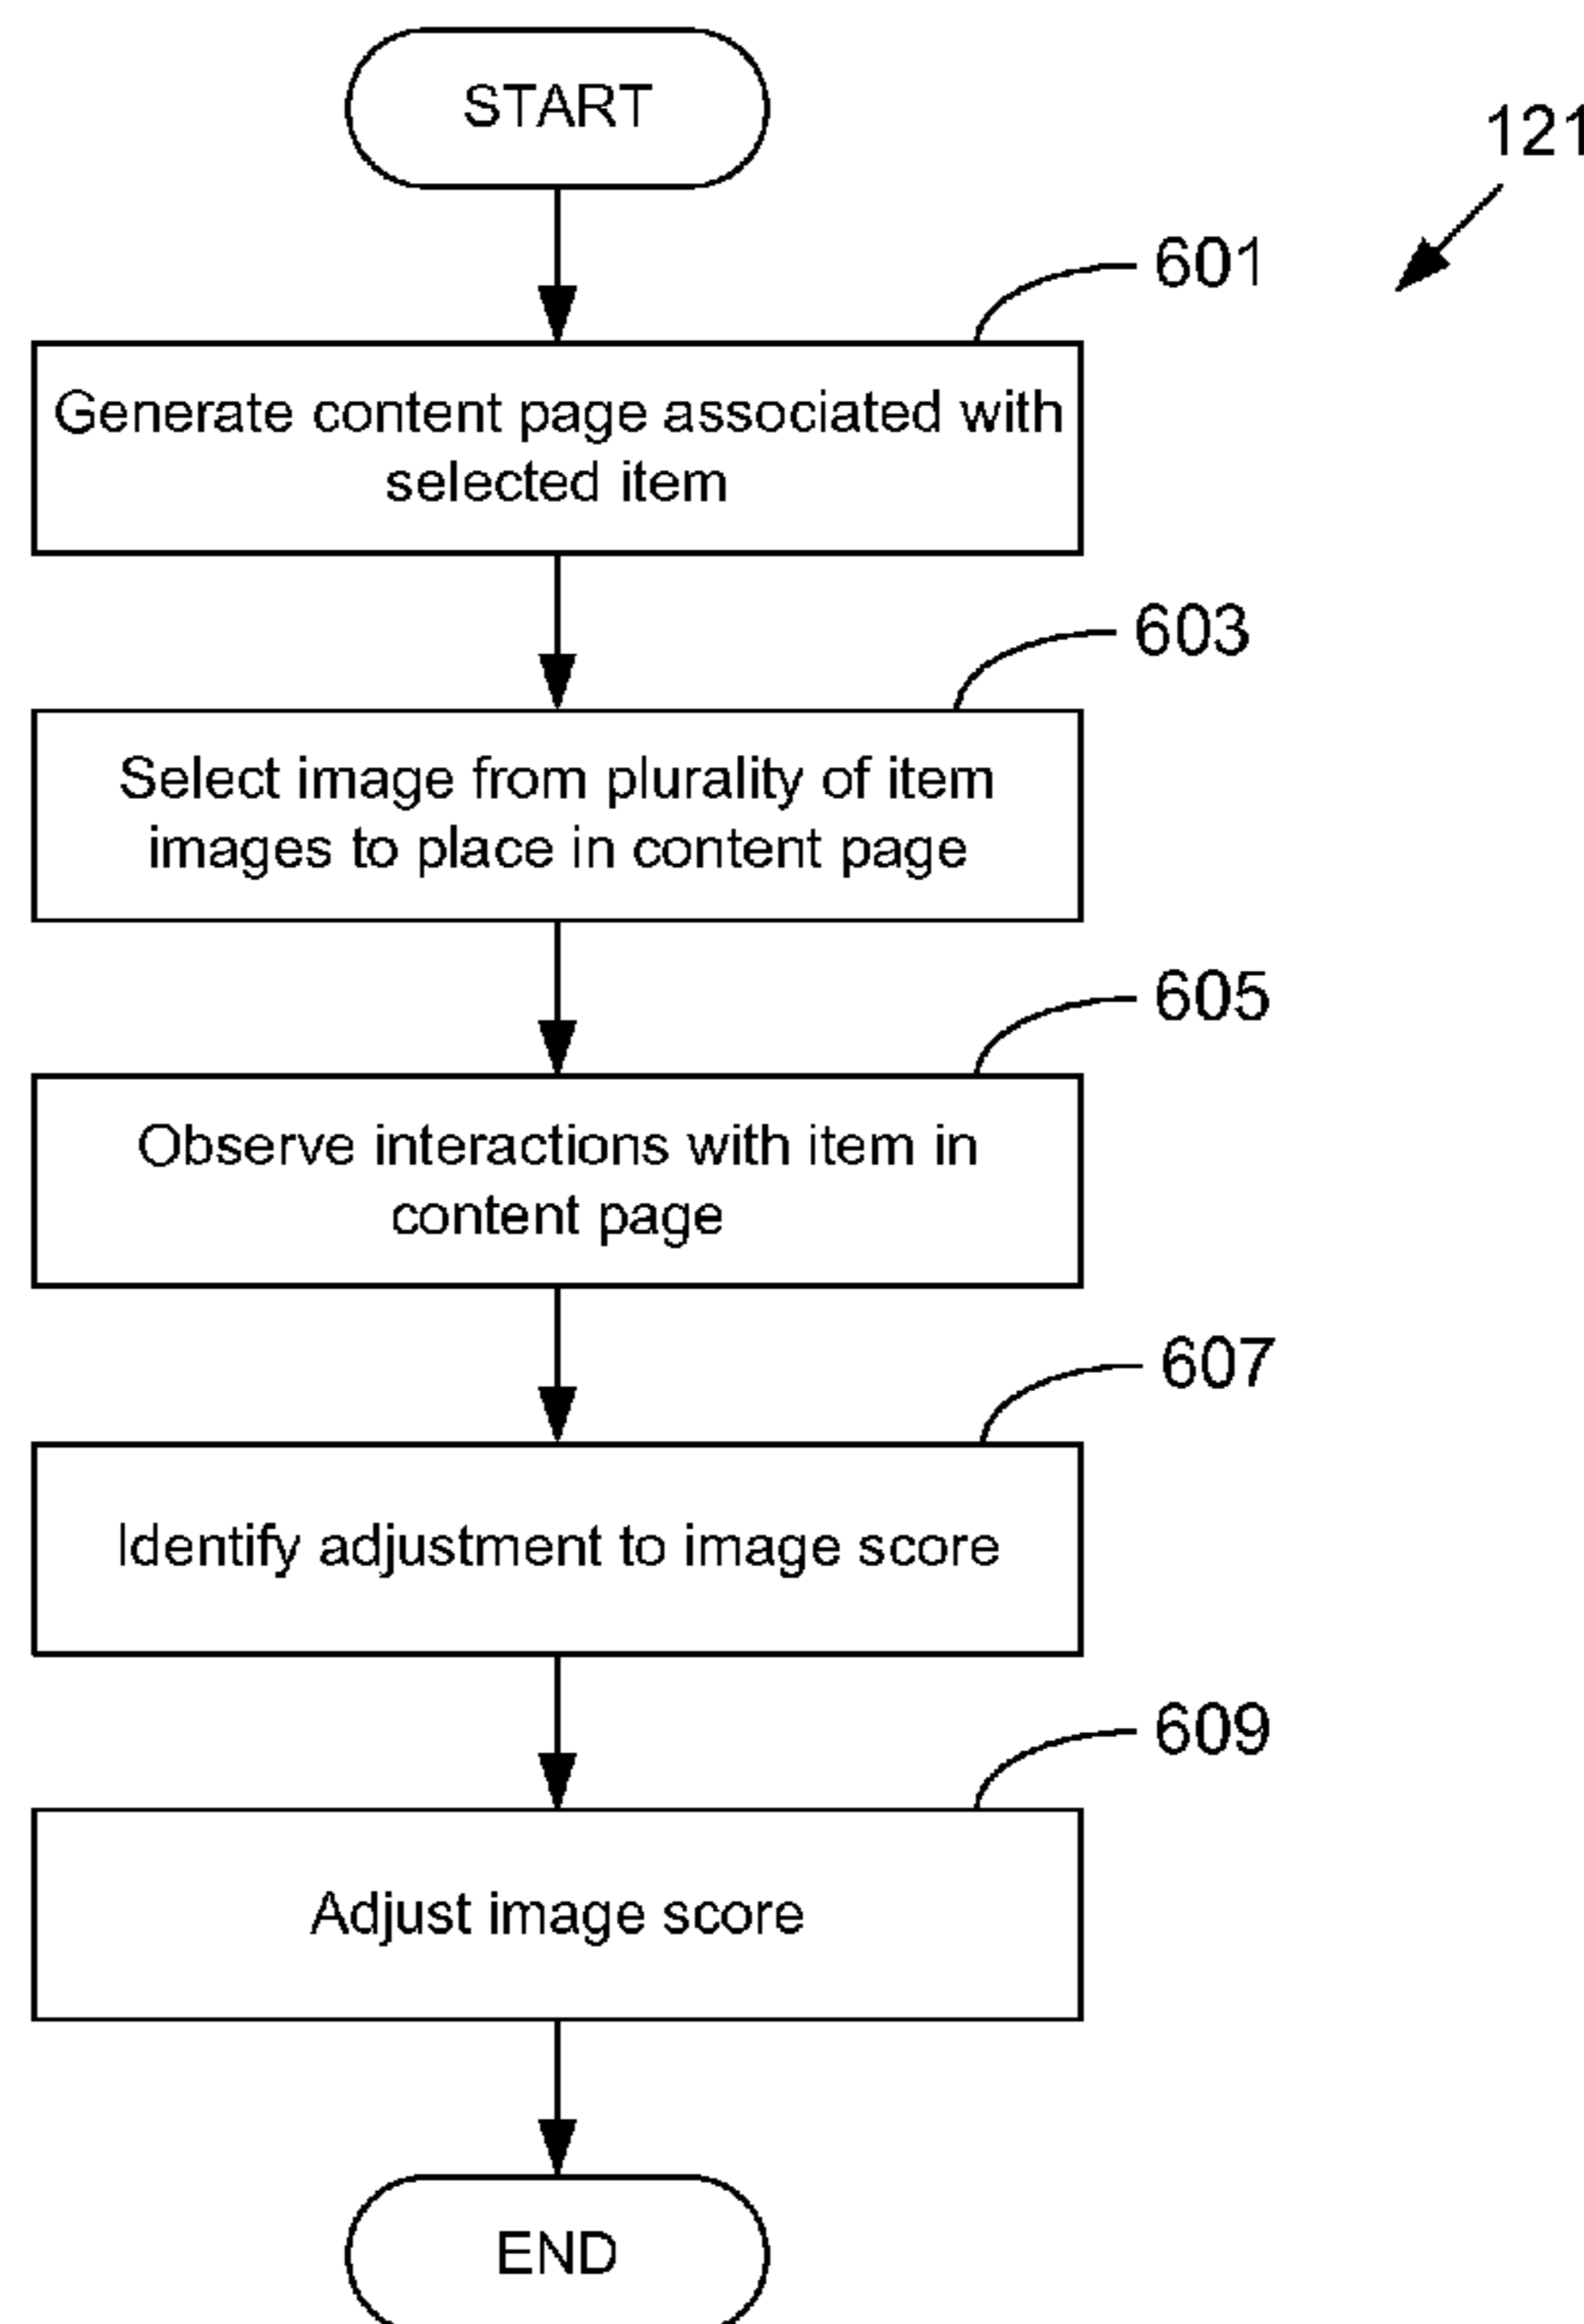 START
121
601
Generate content page associated with
selected item
603
Select image from plurality of item
images to place in content page
605
Observe interactions with item in
content page
607
Identify adjustment to image score
609
Adjust image score
END